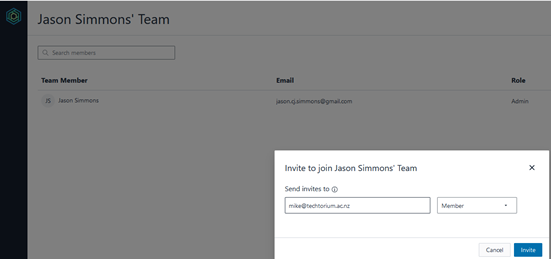 Jason Simmons' Team
Search members
Team Member Email Role
JS Jason Simmons jason.g.simmons@gmail.com Admin
Invite to join Jason Simmons' Team
Send invites to
mike@techtorium.ac.nz Member
Cancel Invite